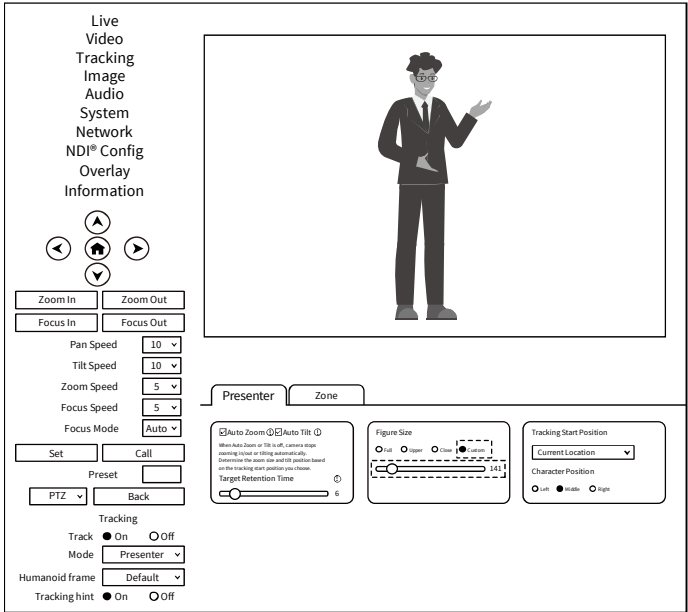 Live
Video
Tracking
Image
Audio
System
Network
NDI® Config
Overlay
Information
Zoom In Zoom Out
Focus In Focus Out
Pan Speed 10
Tilt Speed 10
Zoom Speed 5
Focus Speed 5
Focus Mode Auto
Set Call
Preset
PTZ Back
Tracking
Track On Off
Mode Presenter
Humanoid frame Default
Tracking hint On Off
Presenter Zone
Auto Zoom Auto Tilt
When Auto Zoom or Tilt is off, camera stops
zooming in/out or tilting automatically.
Determine the zoom size and tilt position based
on the tracking start position you choose.
Target Retention Time
6
Figure Size
Full Upper Close Custom
141
Tracking Start Position
Current Location
Character Position
Left Middle Right